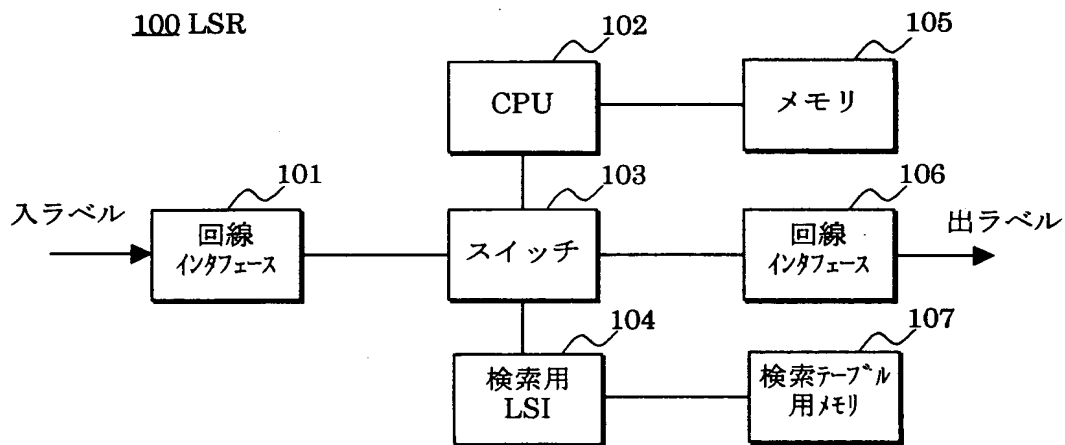 100 LSR
102
105
CPU
メモリ
101
103
106
入ラベル
回線
インタフェース
スイッチ
回線
インタフェース
出ラベル
104
107
検索用
LSI
検索テーブル
用メモリ